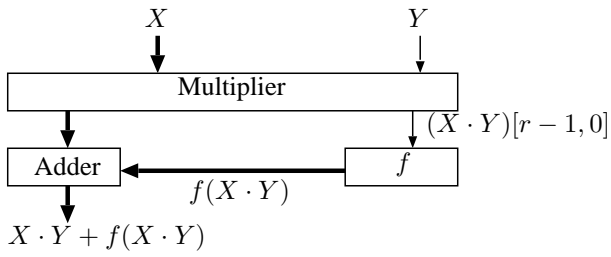 X Y
Multiplier
(X · Y)[r − 1, 0]
Adder f
f(X · Y)
X · Y + f(X · Y)